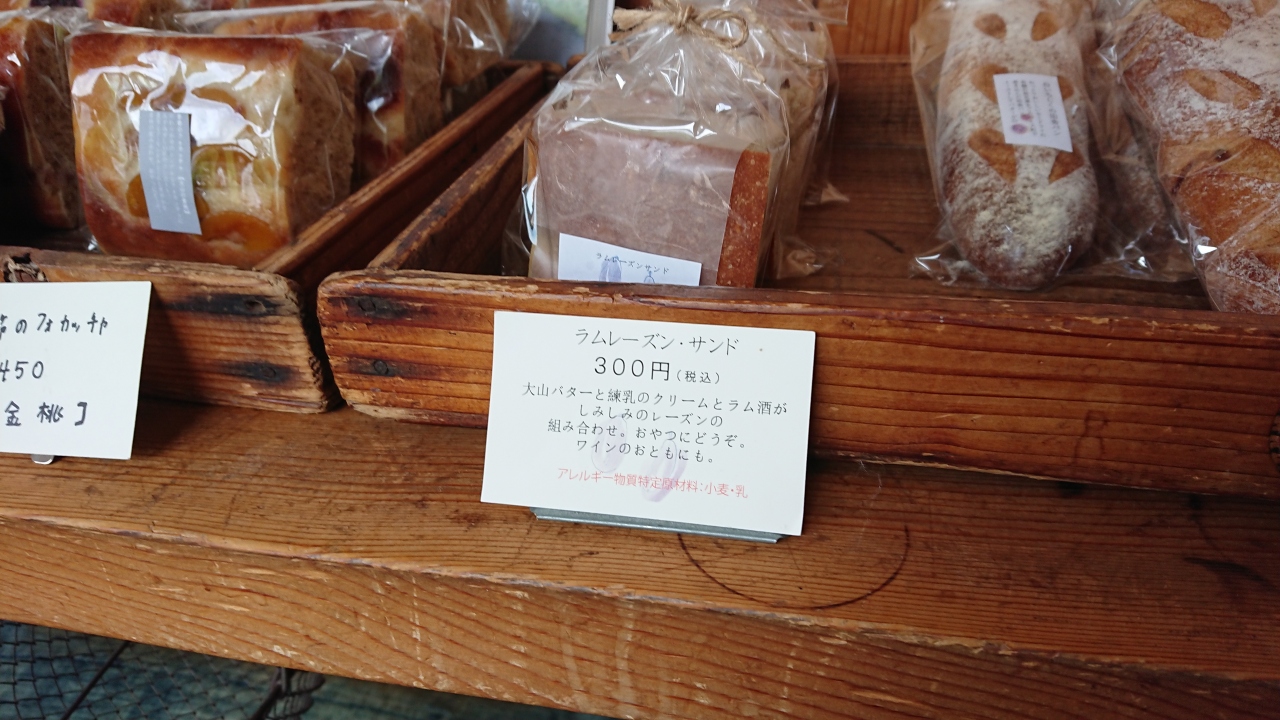 のフォカッチャ
450
金桃]
ラムレーズンサンド
ラムレーズン・サンド
300円(税込)
大山バターと練乳のクリームとラム酒が
しみしみのレーズンの
組み合わせ。おやつにどうぞ。
ワインのおともにも。
アレルギー物質特定原材料:小麦・乳